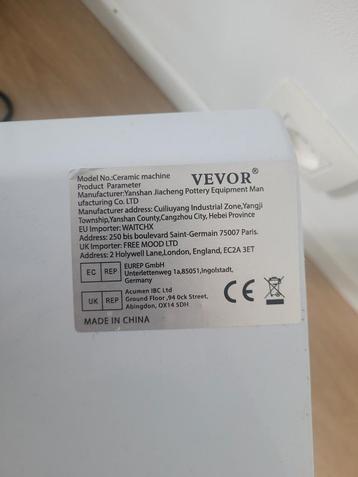 Model No.:Ceramic machine
Product Parameter
VEVOR®
Manufacturer:Yanshan Jiacheng Pottery Equipment Man
ufacturing Co. LTD
Manufacturer address: Cuiliuyang Industrial Zone,Yangji
Township,Yanshan County,Cangzhou City, Hebei Province
EU Importer: WAITCHX
Address: 250 bis boulevard Saint-Germain 75007 Paris.
UK Importer: FREE MOOD LTD
Address: 2 Holywell Lane,London, England, EC2A 3ET
EC REP
EUREP GmbH
Unterlettenweg 1a,85051,Ingolstadt,
Germany
UK REP
Acumen IBC Ltd
Ground Floor ,94 Ock Street,
Abingdon, OX14 5DH
CE
MADE IN CHINA